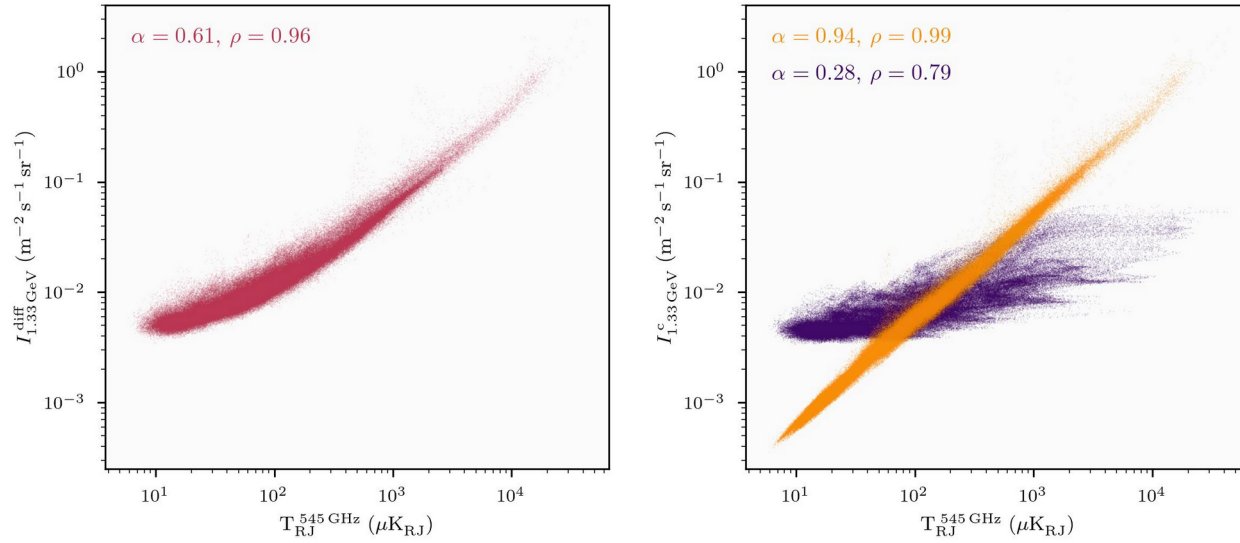 α = 0.61, ρ = 0.96
10⁰
10⁻¹
10⁻²
10⁻³
I^diff_1.33 GeV (m⁻² s⁻¹ sr⁻¹)
10¹ 10² 10³ 10⁴
T_RJ^545 GHz (μK_RJ)
α = 0.94, ρ = 0.99
α = 0.28, ρ = 0.79
10⁰
10⁻¹
10⁻²
10⁻³
I^c_1.33 GeV (m⁻² s⁻¹ sr⁻¹)
10¹ 10² 10³ 10⁴
T_RJ^545 GHz (μK_RJ)